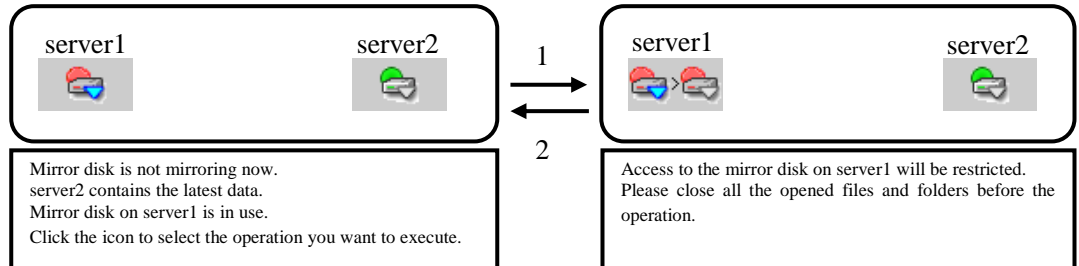 server1
server2
1
2
server1
>
server2
Mirror disk is not mirroring now.
server2 contains the latest data.
Mirror disk on server1 is in use.
Click the icon to select the operation you want to execute.
Access to the mirror disk on server1 will be restricted.
Please close all the opened files and folders before the
operation.